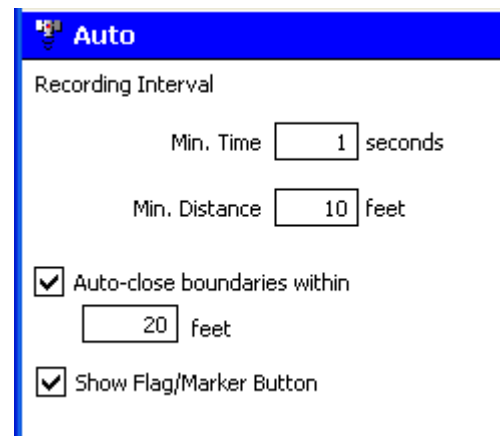 Auto
Recording Interval
Min. Time 1 seconds
Min. Distance 10 feet
Auto-close boundaries within
20 feet
Show Flag/Marker Button